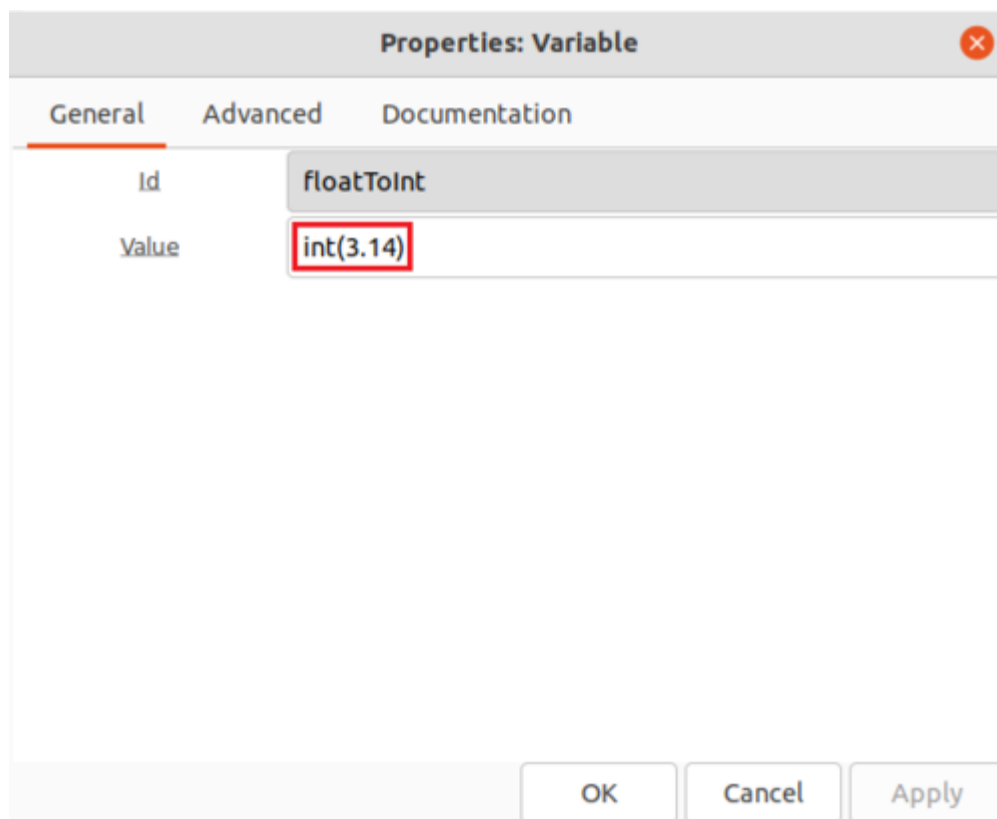 Properties: Variable
General Advanced Documentation
Id floatToInt
Value int(3.14)
OK Cancel Apply